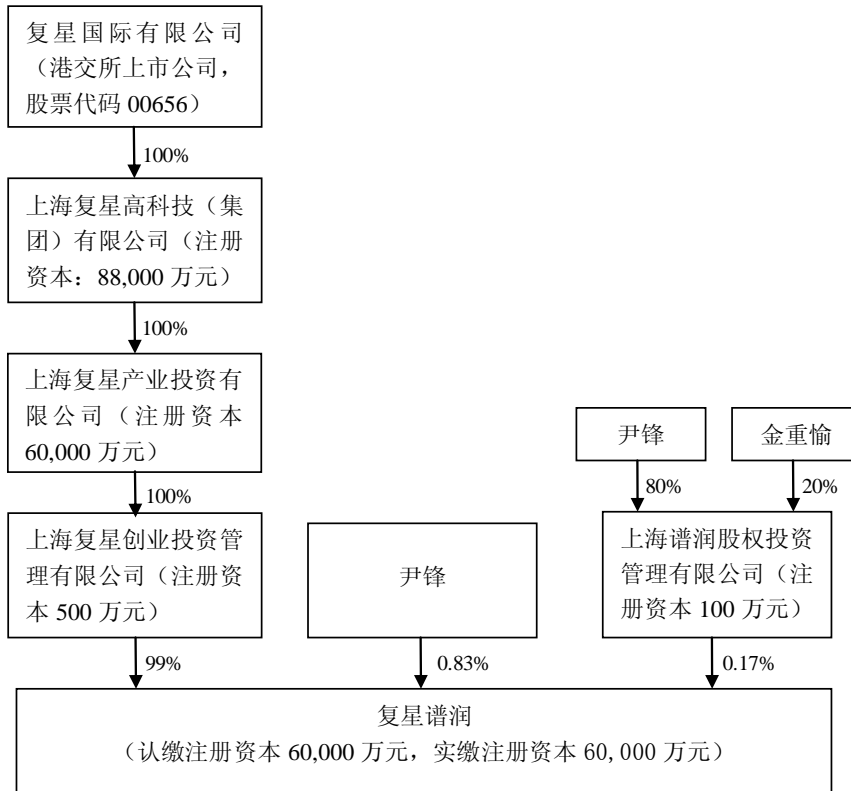 复星国际有限公司
（港交所上市公司，
股票代码 00656）
100%
上海复星高科技（集
团）有限公司（注册
资本：88,000 万元）
100%
上海复星产业投资有
限公司（注册资本
60,000 万元）
100%
尹锋
金重愉
80%
20%
上海复星创业投资管
理有限公司（注册资
本 500 万元）
尹锋
上海谱润股权投资
管理有限公司（注
册资本 100 万元）
99%
0.83%
0.17%
复星谱润
（认缴注册资本 60,000 万元，实缴注册资本 60,000 万元）